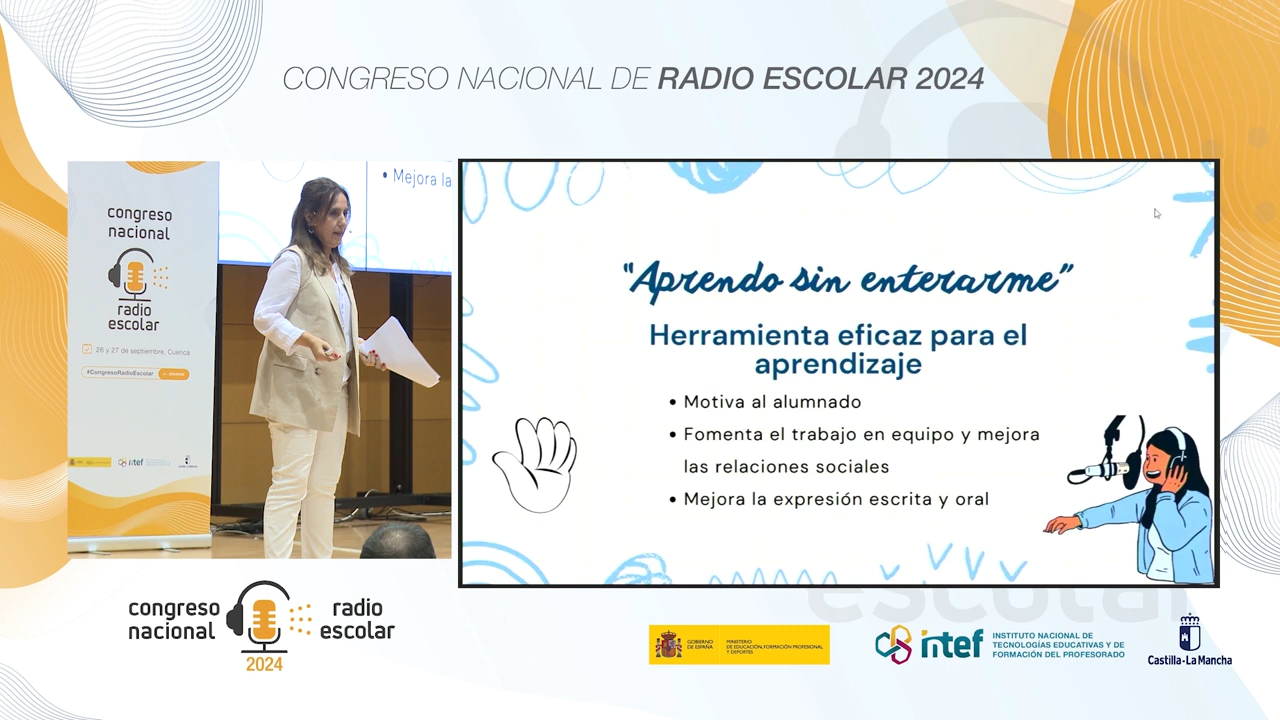 CONGRESO NACIONAL DE RADIO ESCOLAR 2024
congreso
nacional
radio
escolar
26 y 27 de septiembre, Cuenca
#CongresoRadioEscolar
intef
• Mejora la
“Aprendo sin enterarme”
Herramienta eficaz para el
aprendizaje
• Motiva al alumnado
• Fomenta el trabajo en equipo y mejora
las relaciones sociales
• Mejora la expresión escrita y oral
escolar
congreso
nacional
radio
escolar
2024
GOBIERNO
DE ESPAÑA
MINISTERIO
DE EDUCACIÓN, FORMACIÓN PROFESIONAL
Y DEPORTES
intef
INSTITUTO NACIONAL DE
TECNOLOGÍAS EDUCATIVAS Y DE
FORMACIÓN DEL PROFESORADO
Castilla-La Mancha